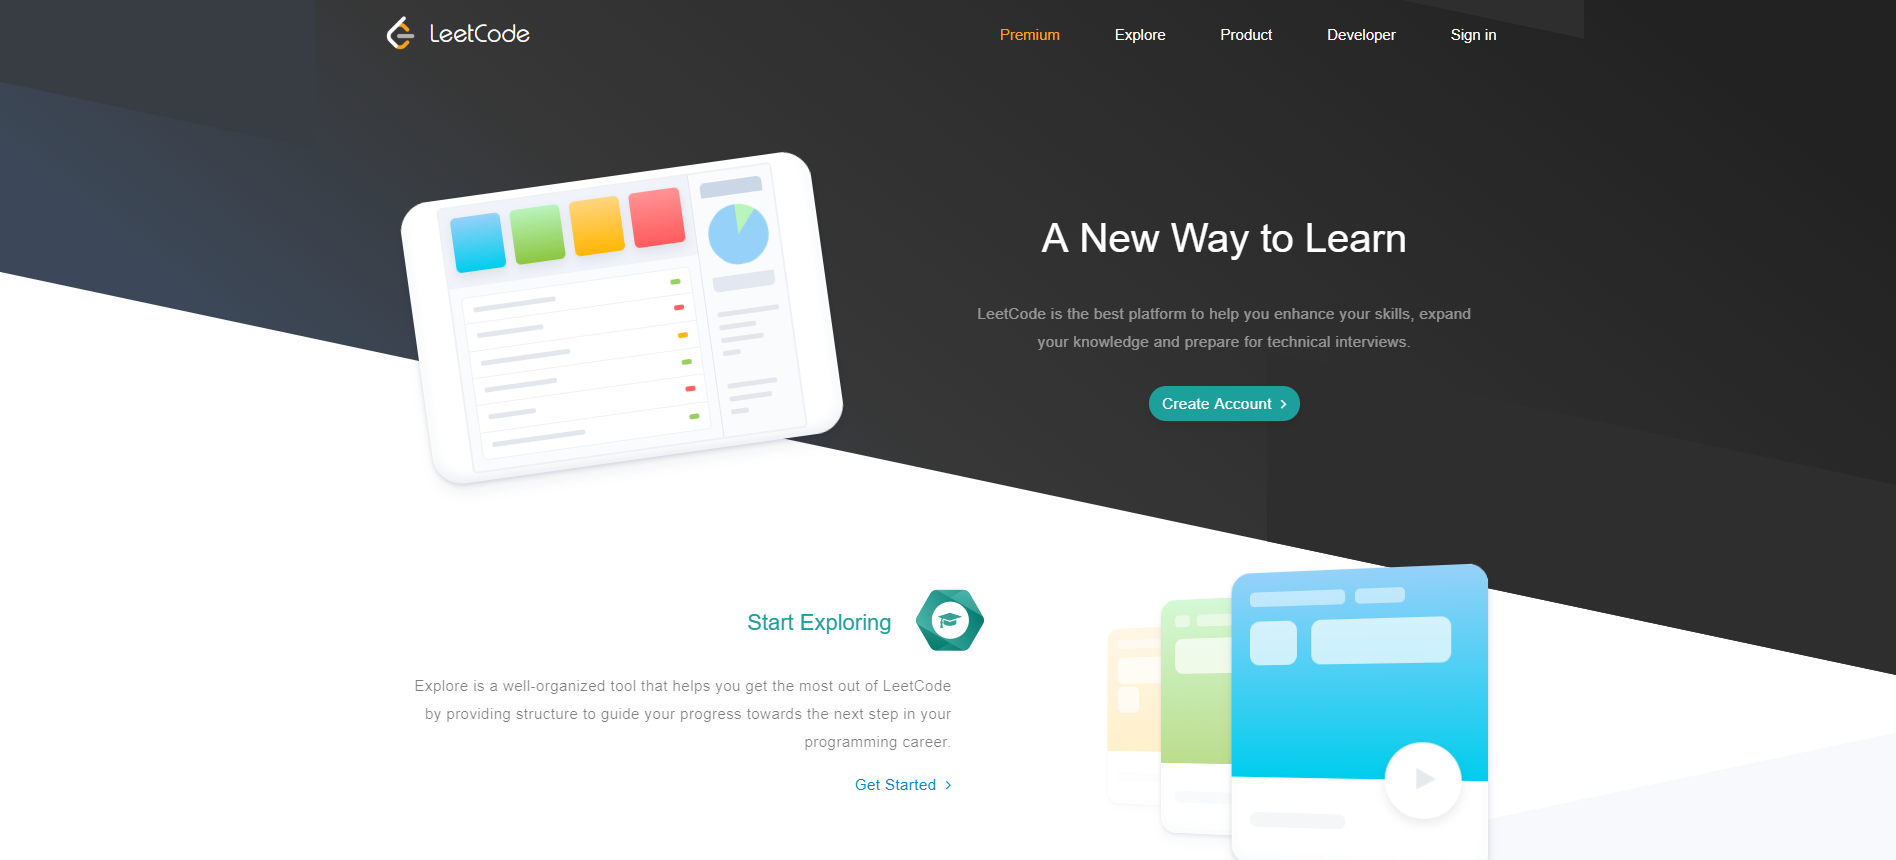 LeetCode
Premium
Explore
Product
Developer
Sign in
A New Way to Learn
LeetCode is the best platform to help you enhance your skills, expand
your knowledge and prepare for technical interviews.
Create Account
Start Exploring
Explore is a well-organized tool that helps you get the most out of LeetCode
by providing structure to guide your progress towards the next step in your
programming career.
Get Started